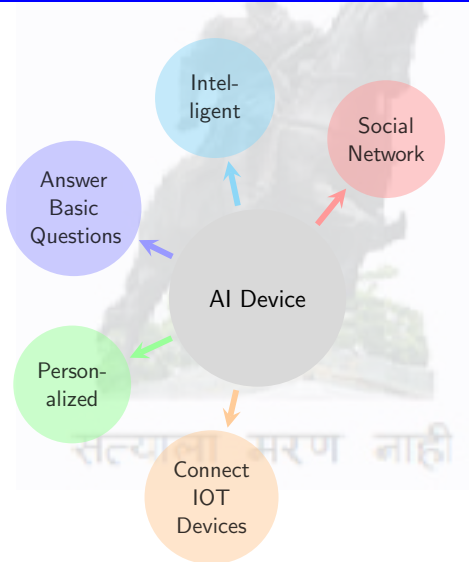 Intel-
ligent
Social
Network
Answer
Basic
Questions
AI Device
Person-
alized
सत्याला मरण नाही
Connect
IOT
Devices